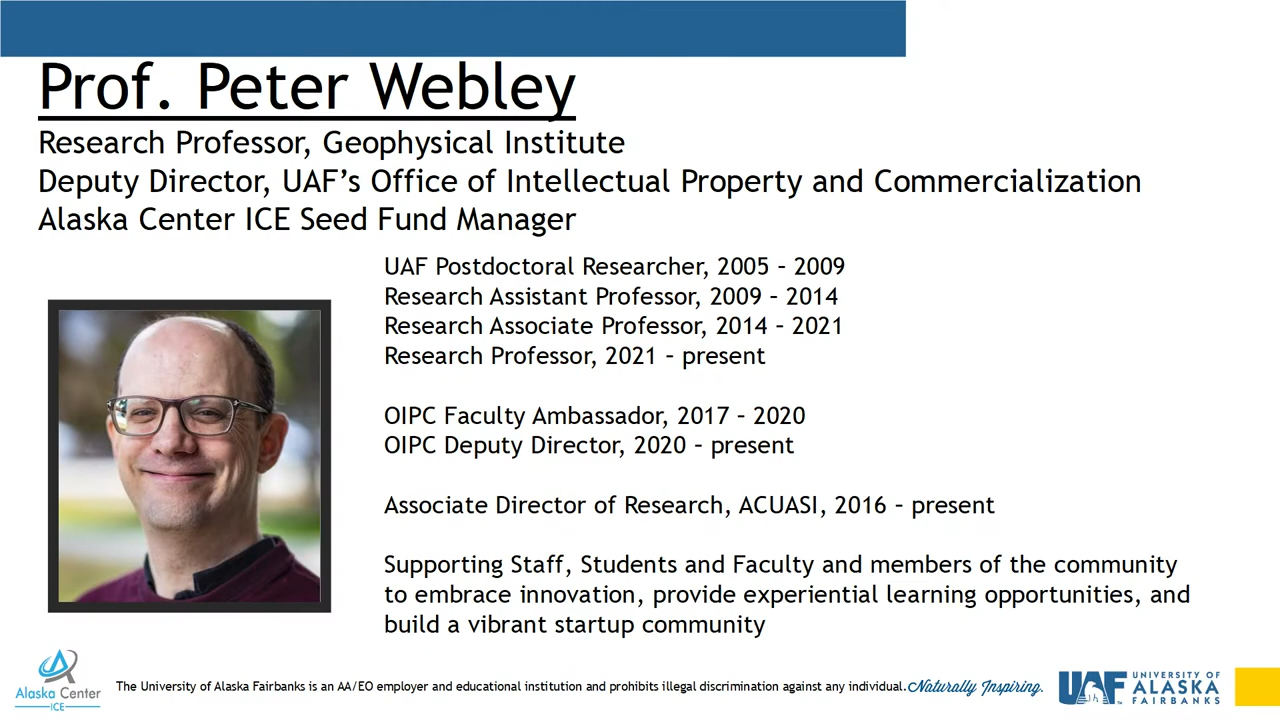 Prof. Peter Webley
Research Professor, Geophysical Institute
Deputy Director, UAF’s Office of Intellectual Property and Commercialization
Alaska Center ICE Seed Fund Manager
UAF Postdoctoral Researcher, 2005 – 2009
Research Assistant Professor, 2009 – 2014
Research Associate Professor, 2014 – 2021
Research Professor, 2021 – present
OIPC Faculty Ambassador, 2017 – 2020
OIPC Deputy Director, 2020 – present
Associate Director of Research, ACUASI, 2016 – present
Supporting Staff, Students and Faculty and members of the community
to embrace innovation, provide experiential learning opportunities, and
build a vibrant startup community
Alaska Center
ICE
The University of Alaska Fairbanks is an AA/EO employer and educational institution and prohibits illegal discrimination against any individual.
Naturally Inspiring.
UAF
UNIVERSITY OF
ALASKA
FAIRBANKS